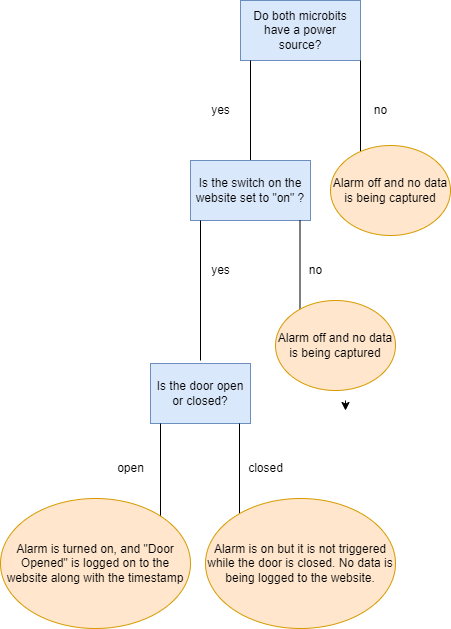 Do both microbits
have a power
source?
yes
no
Is the switch on the
website set to "on" ?
Alarm off and no data
is being captured
yes
no
Alarm off and no data
is being captured
Is the door open
or closed?
open
closed
Alarm is turned on, and "Door
Opened" is logged on to the
website along with the timestamp
Alarm is on but it is not triggered
while the door is closed. No data is
being logged to the website.